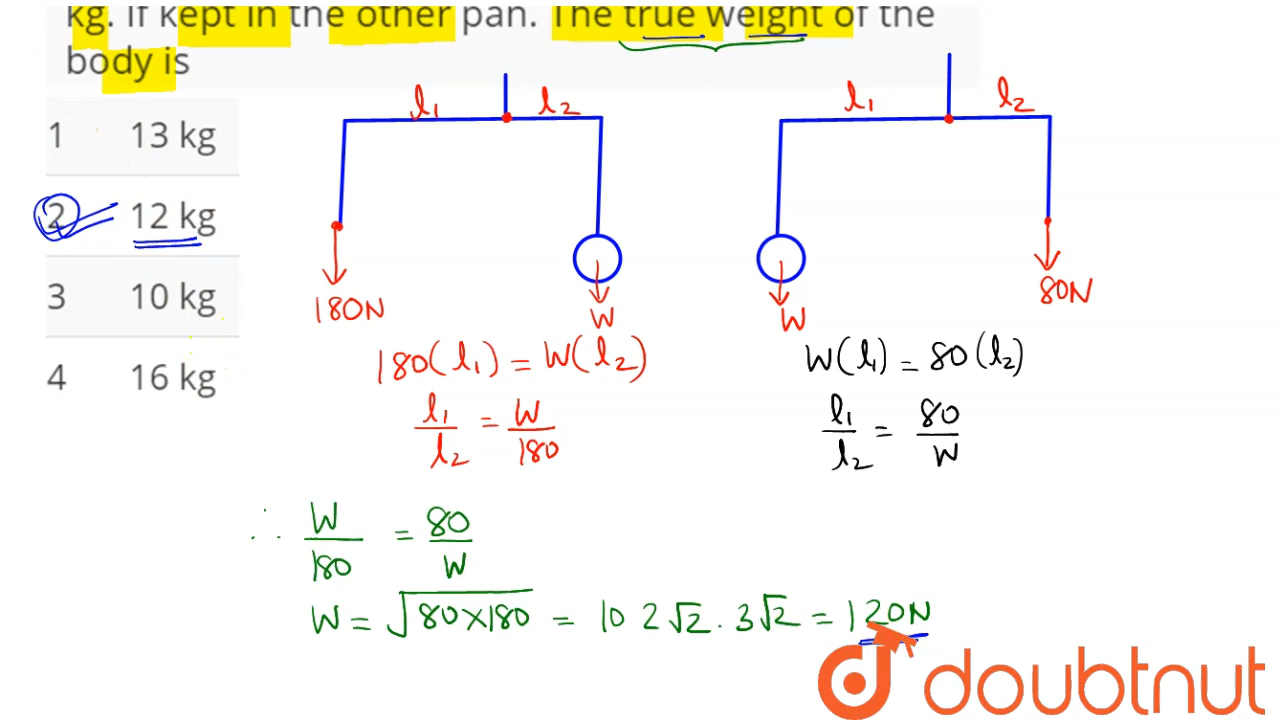 kg. If kept in the other pan. The true weight of the
body is
1 13 kg
2 12 kg
3 10 kg
4 16 kg
l₁ l₂
180N
W
180(l₁) = W(l₂)
l₁/l₂ = W/180
l₁ l₂
W
80N
W(l₁) = 80(l₂)
l₁/l₂ = 80/W
∴ W/180 = 80/W
W = √80×180 = 10 2√2 . 3√2 = 120N
doubtnut